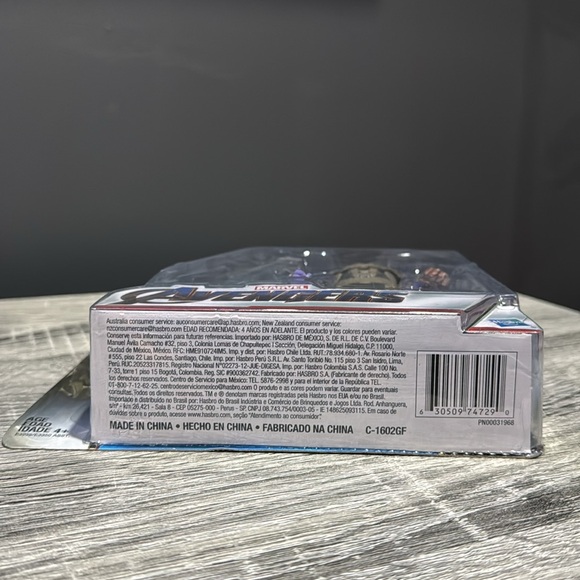 MARVEL
AVENGERS
Australia consumer service: auconsumercare@ap.hasbro.com; New Zealand consumer service:
nzconsumercare@ap.hasbro.com EDAD RECOMENDADA: 4 AÑOS EN ADELANTE. El producto y los colores pueden variar.
Conserve esta información para futuras referencias. Importado por: HASBRO DE MÉXICO, S. DE R.L. DE C.V. Boulevard
Manuel Ávila Camacho #32, piso 3, Colonia Lomas de Chapultepec I Sección, Delegación Miguel Hidalgo, C.P. 11000,
Ciudad de México, México. RFC: HME9107248M5. Imp. y dist. por: Hasbro Chile Ltd. RUT.:78.934.680-1: Av. Rosario Norte
# 555, piso 22 Las Condes, Santiago, Chile. Imp. por: Hasbro Perú S.R.L. Av. Santo Toribio No. 115 piso 3 San Isidro, Lima,
Perú. RUC 20523317815. Registro Nacional N°02273-12-JUE-DIGESA. Imp. por: Hasbro Colombia S.A.S. Calle 100 No.
7-33, torre 1 piso 15 Bogotá, Colombia, Reg. SIC #900362742. Fabricado por: HASBRO S.A. (Fabricante de derecho). Todos
los derechos reservados. Centro de Servicio para México: TEL. 5876-2998 y para el interior de la República TEL.
01-800-7-12-62-25. servicioconsumidormexico@hasbro.com O produto e as cores podem variar. Guardar para consultas
futuras. Todos os direitos reservados. TM e ® denotam e marcas registradas pela Hasbro nos EUA e/ou no Brasil.
Importado e distribuído no Brasil por: Hasbro do Brasil Indústria e Comércio de Brinquedos e Jogos Ltda. Rod. Anhanguera,
s/nº - km 26,421 - Sala 8 - CEP 05275-000 - Perus - SP. CNPJ 08.743.754/0003-05 - IE 148625093115. Em caso de
dúvidas sobre o produto, acesse www.hasbro.com, seção "Atendimento ao consumidor".
MADE IN CHINA • HECHO EN CHINA • FABRICADO NA CHINA C-1602GF
6 30509 74729 0
PN00031968
AGE
EDAD
IDADE 4+